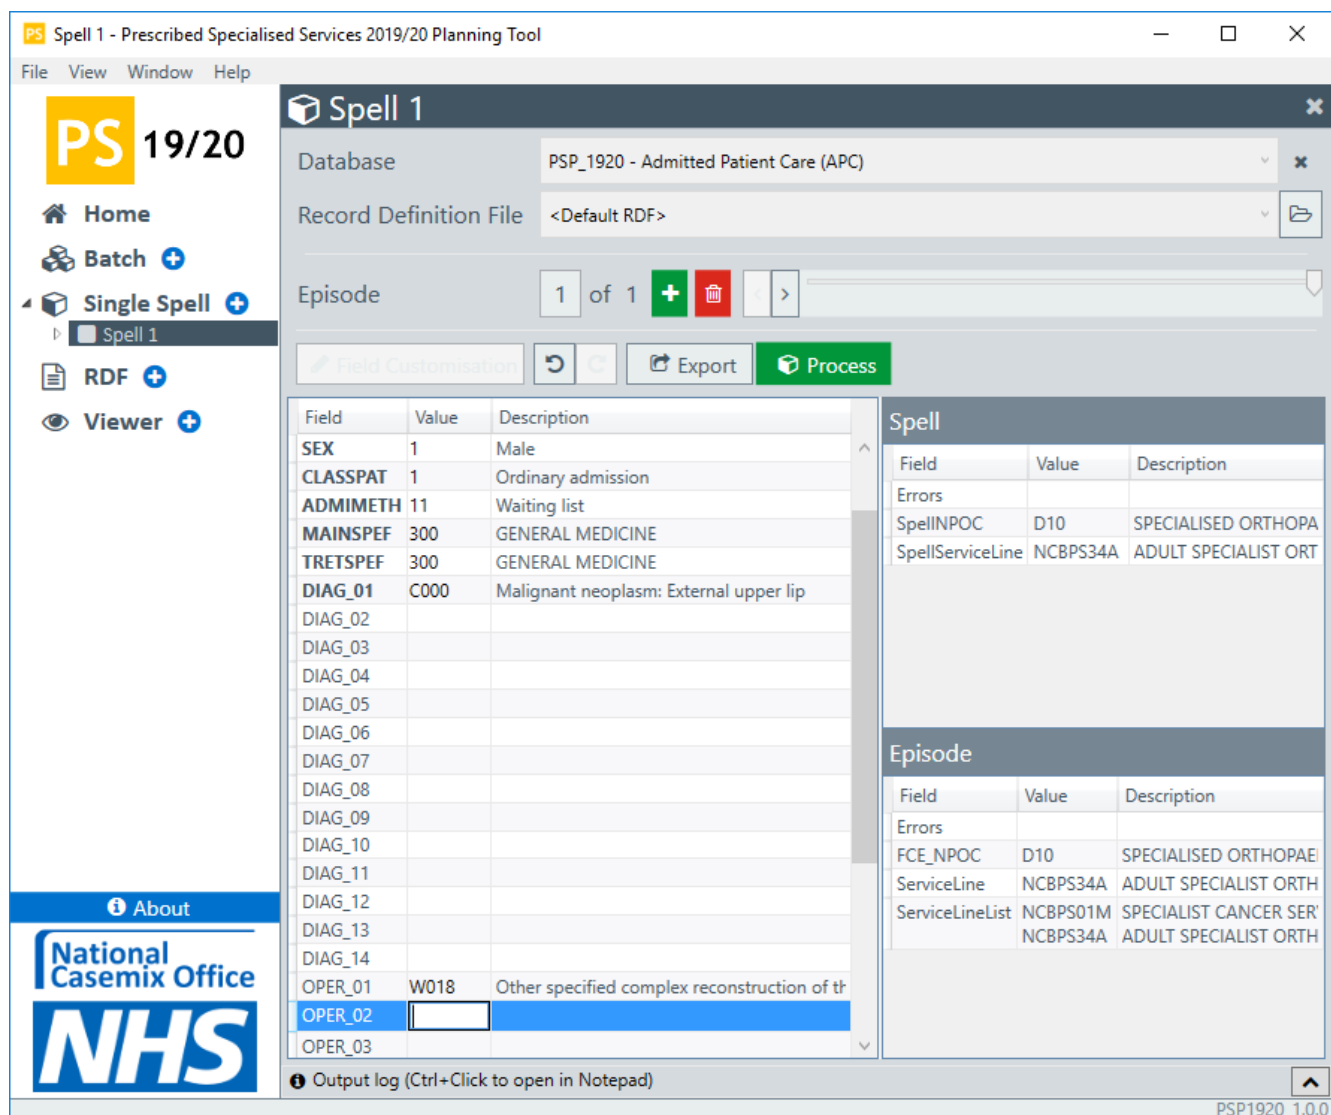 PS Spell 1 - Prescribed Specialised Services 2019/20 Planning Tool
File View Window Help
PS 19/20
Home
Batch
Single Spell
Spell 1
RDF
Viewer
About
National
Casemix Office
NHS
Spell 1
Database PSP_1920 - Admitted Patient Care (APC)
Record Definition File <Default RDF>
Episode 1 of 1
Field Customisation Export Process
Field Value Description
SEX 1 Male
CLASSPAT 1 Ordinary admission
ADMIMETH 11 Waiting list
MAINSPEF 300 GENERAL MEDICINE
TRETSPEF 300 GENERAL MEDICINE
DIAG_01 C000 Malignant neoplasm: External upper lip
DIAG_02
DIAG_03
DIAG_04
DIAG_05
DIAG_06
DIAG_07
DIAG_08
DIAG_09
DIAG_10
DIAG_11
DIAG_12
DIAG_13
DIAG_14
OPER_01 W018 Other specified complex reconstruction of th
OPER_02
OPER_03
Spell
Field Value Description
Errors
SpellNPOC D10 SPECIALISED ORTHOPA
SpellServiceLine NCBPS34A ADULT SPECIALIST ORT
Episode
Field Value Description
Errors
FCE_NPOC D10 SPECIALISED ORTHOPAE
ServiceLine NCBPS34A ADULT SPECIALIST ORTH
ServiceLineList NCBPS01M SPECIALIST CANCER SER
NCBPS34A ADULT SPECIALIST ORTH
Output log (Ctrl+Click to open in Notepad)
PSP1920 1.0.0